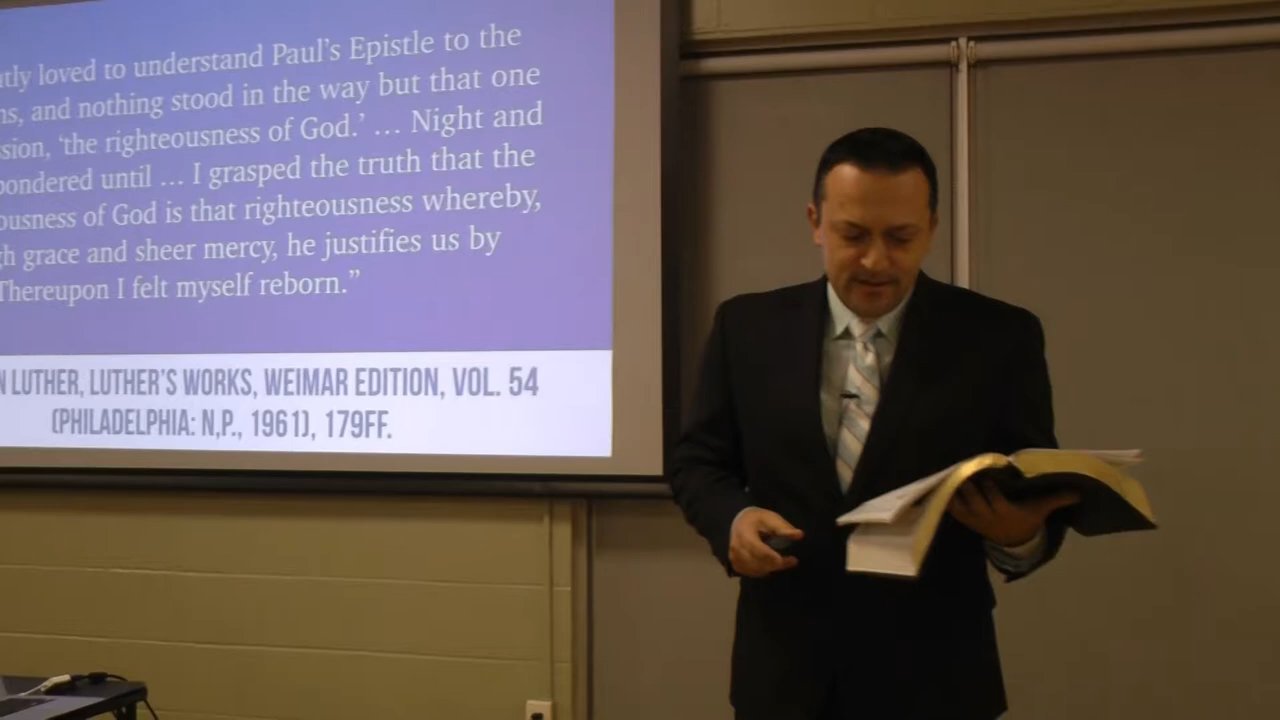 tly loved to understand Paul's Epistle to the
ns, and nothing stood in the way but that one
sion, 'the righteousness of God.' ... Night and
pondered until ... I grasped the truth that the
ousness of God is that righteousness whereby,
gh grace and sheer mercy, he justifies us by
Thereupon I felt myself reborn."
N LUTHER, LUTHER'S WORKS, WEIMAR EDITION, VOL. 54
(PHILADELPHIA: N.P., 1961), 179FF.